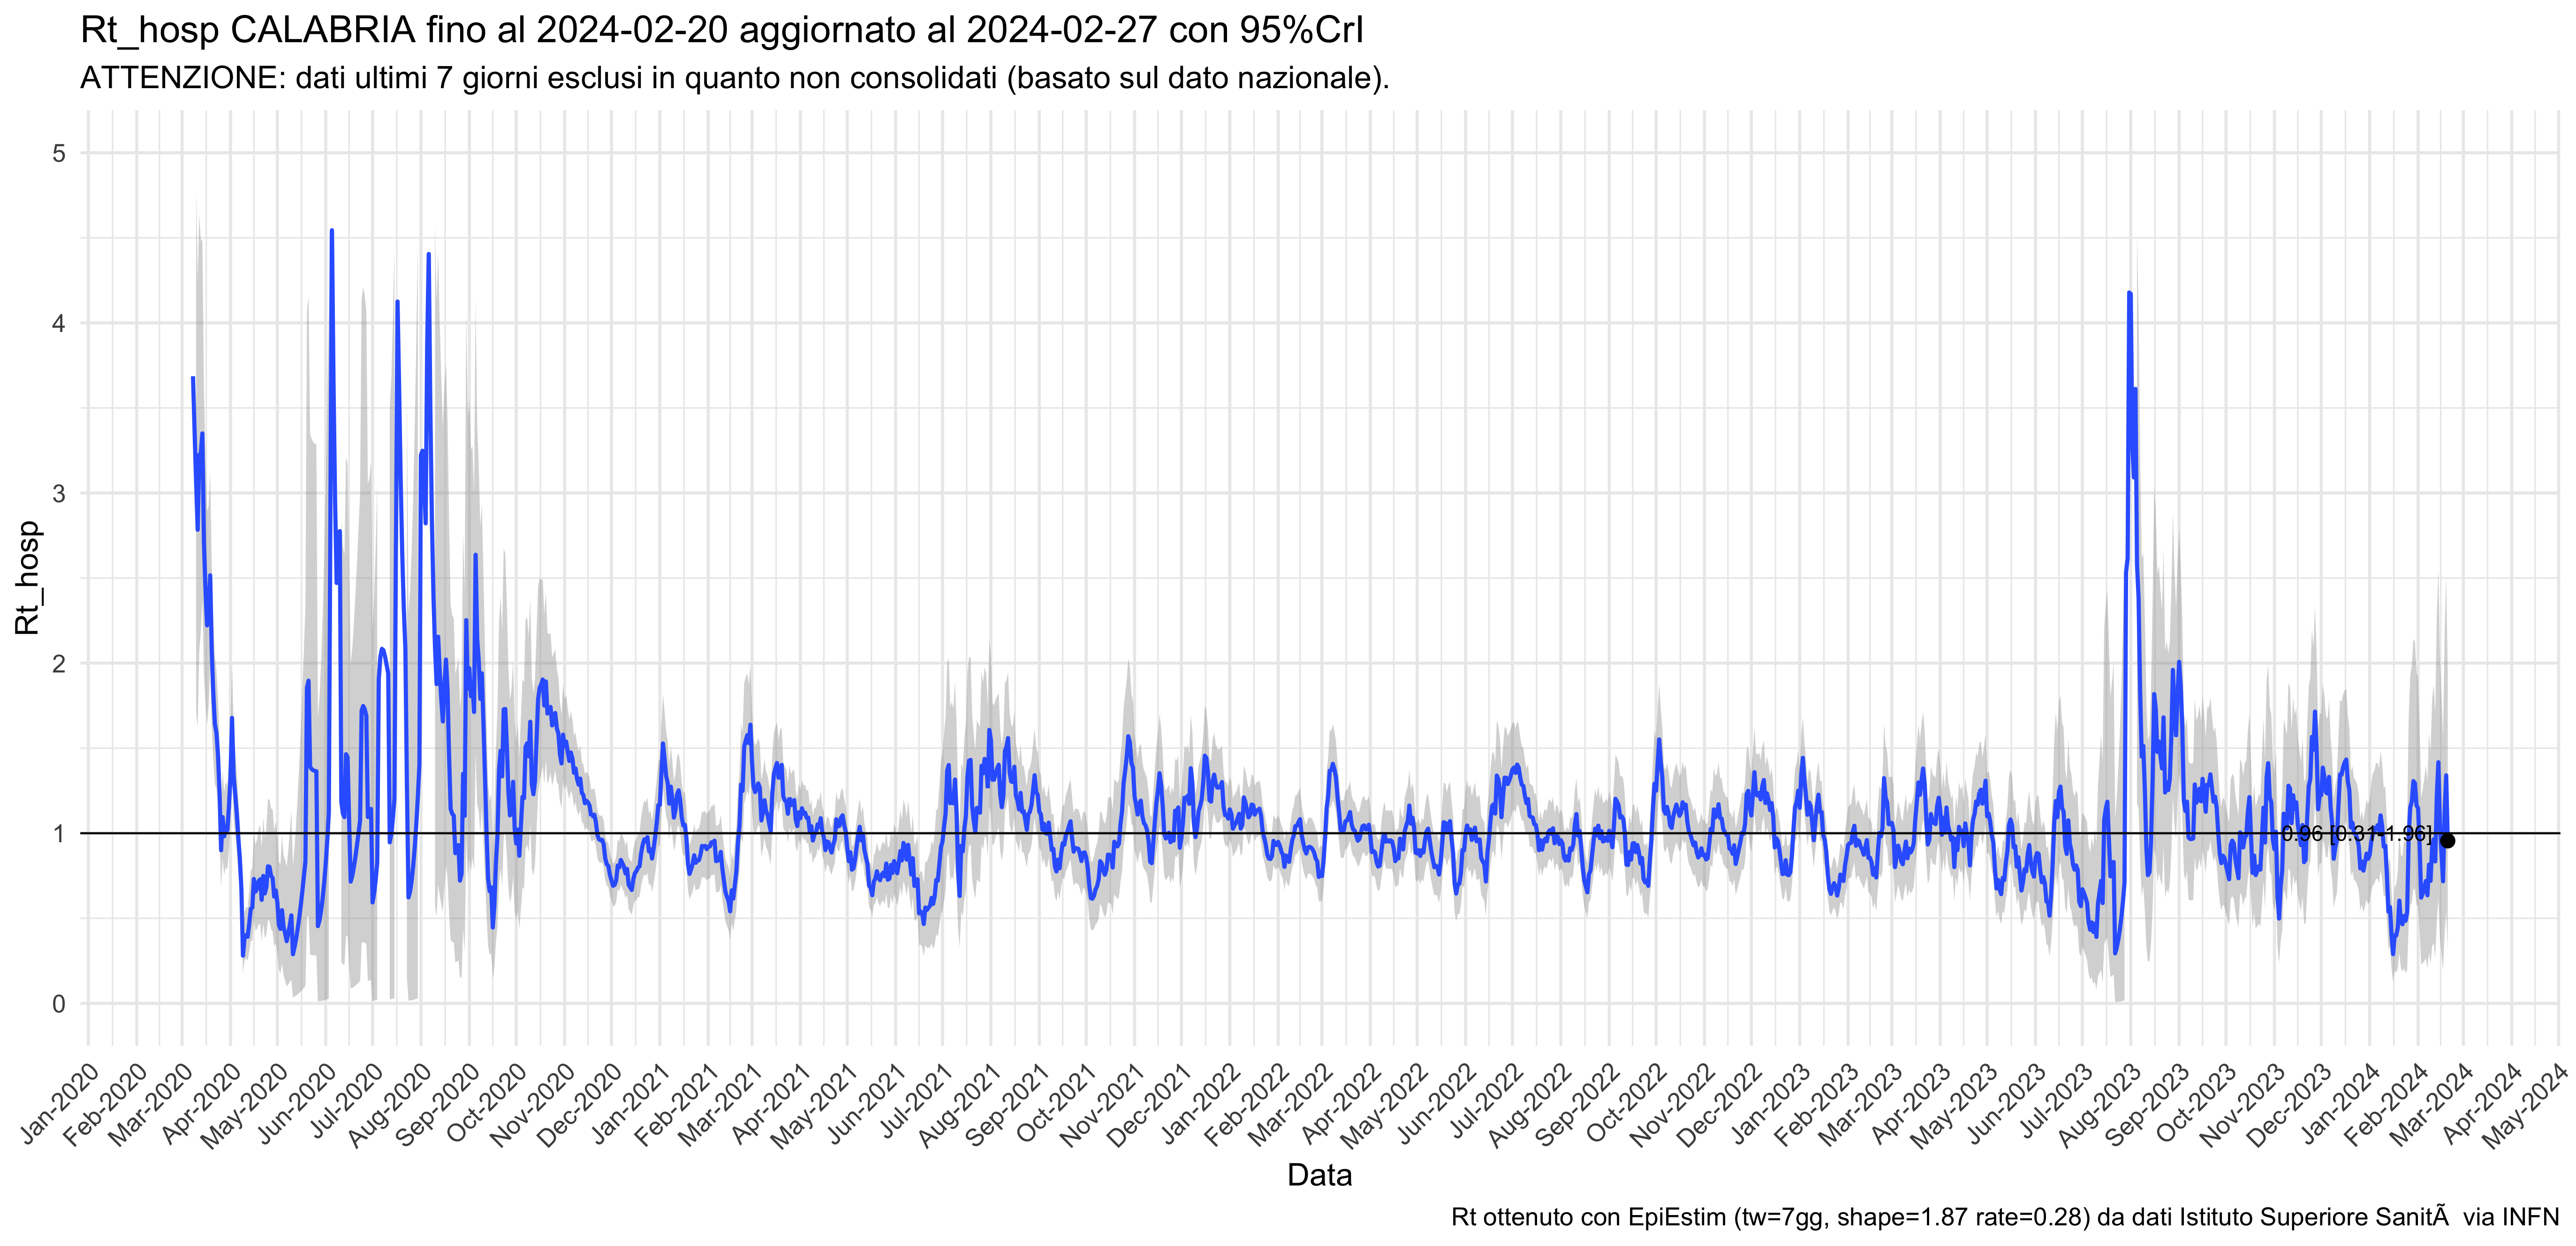 Rt_hosp CALABRIA fino al 2024-02-20 aggiornato al 2024-02-27 con 95%CrI
ATTENZIONE: dati ultimi 7 giorni esclusi in quanto non consolidati (basato sul dato nazionale).
5
4
3
2
1
0
Rt_hosp
0.96 [0.31-1.96]
Jan-2020
Feb-2020
Mar-2020
Apr-2020
May-2020
Jun-2020
Jul-2020
Aug-2020
Sep-2020
Oct-2020
Nov-2020
Dec-2020
Jan-2021
Feb-2021
Mar-2021
Apr-2021
May-2021
Jun-2021
Jul-2021
Aug-2021
Sep-2021
Oct-2021
Nov-2021
Dec-2021
Jan-2022
Feb-2022
Mar-2022
Apr-2022
May-2022
Jun-2022
Jul-2022
Aug-2022
Sep-2022
Oct-2022
Nov-2022
Dec-2022
Jan-2023
Feb-2023
Mar-2023
Apr-2023
May-2023
Jun-2023
Jul-2023
Aug-2023
Sep-2023
Oct-2023
Nov-2023
Dec-2023
Jan-2024
Feb-2024
Mar-2024
Apr-2024
May-2024
Data
Rt ottenuto con EpiEstim (tw=7gg, shape=1.87 rate=0.28) da dati Istituto Superiore SanitÃ  via INFN